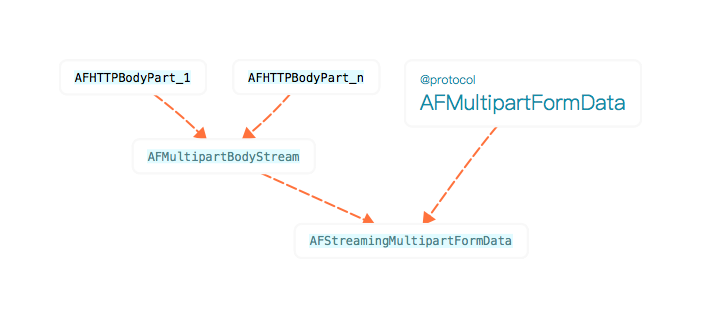 AFHTTPBodyPart_1
AFHTTPBodyPart_n
@protocol
AFMultipartFormData
AFMultipartBodyStream
AFStreamingMultipartFormData